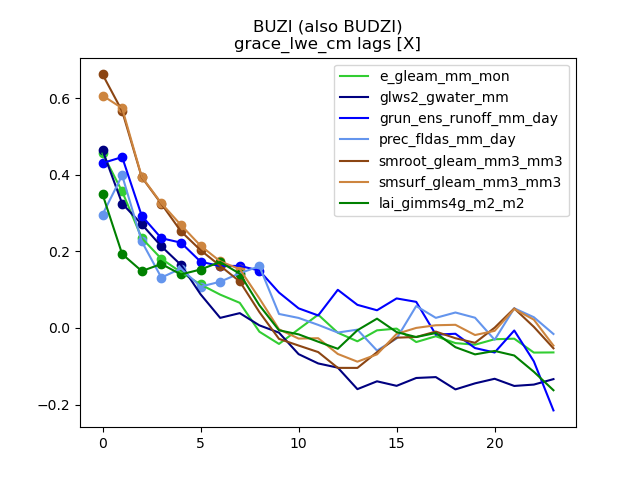 BUZI (also BUDZI)
grace_lwe_cm lags [X]
e_gleam_mm_mon
glws2_gwater_mm
grun_ens_runoff_mm_day
prec_fldas_mm_day
smroot_gleam_mm3_mm3
smsurf_gleam_mm3_mm3
lai_gimms4g_m2_m2
0.6
0.4
0.2
0.0
−0.2
0 5 10 15 20